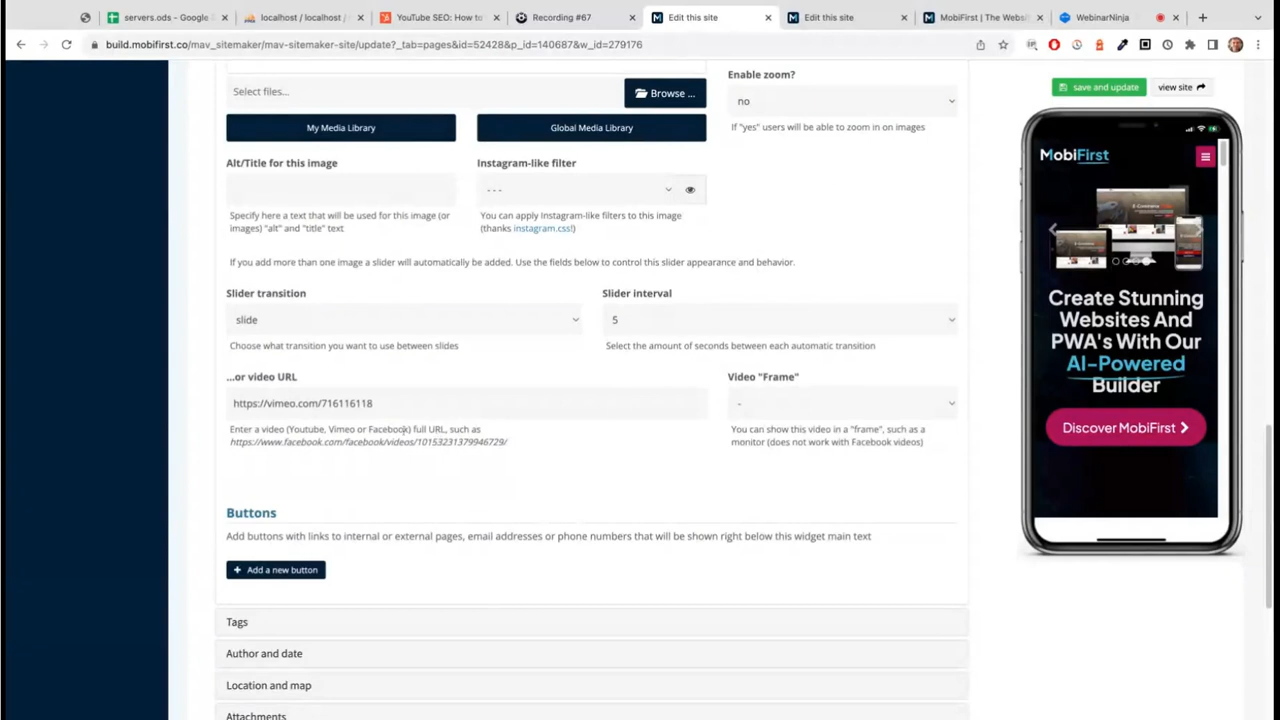 servers.ods - Google
localhost / localhost /
YouTube SEO: How to
Recording #67
Edit this site
Edit this site
MobiFirst | The Websi
WebinarNinja
build.mobifirst.co/mav_sitemaker/mav-sitemaker-site/update?_tab=pages&id=52428&p_id=140687&w_id=279176
Select files...
Browse ...
My Media Library
Global Media Library
Enable zoom?
no
If "yes" users will be able to zoom in on images
Alt/Title for this image
Specify here a text that will be used for this image (or
images) "alt" and "title" text
Instagram-like filter
---
You can apply Instagram-like filters to this image
(thanks instagram.css!)
If you add more than one image a slider will automatically be added. Use the fields below to control this slider appearance and behavior.
Slider transition
slide
Choose what transition you want to use between slides
Slider interval
5
Select the amount of seconds between each automatic transition
...or video URL
https://vimeo.com/716116118
Enter a video (Youtube, Vimeo or Facebook) full URL, such as
https://www.facebook.com/facebook/videos/10153231379946729/
Video "Frame"
-
You can show this video in a "frame", such as a
monitor (does not work with Facebook videos)
Buttons
Add buttons with links to internal or external pages, email addresses or phone numbers that will be shown right below this widget main text
+ Add a new button
Tags
Author and date
Location and map
Attachments
save and update
view site
MobiFirst
Create Stunning
Websites And
PWA's With Our
AI-Powered
Builder
Discover MobiFirst